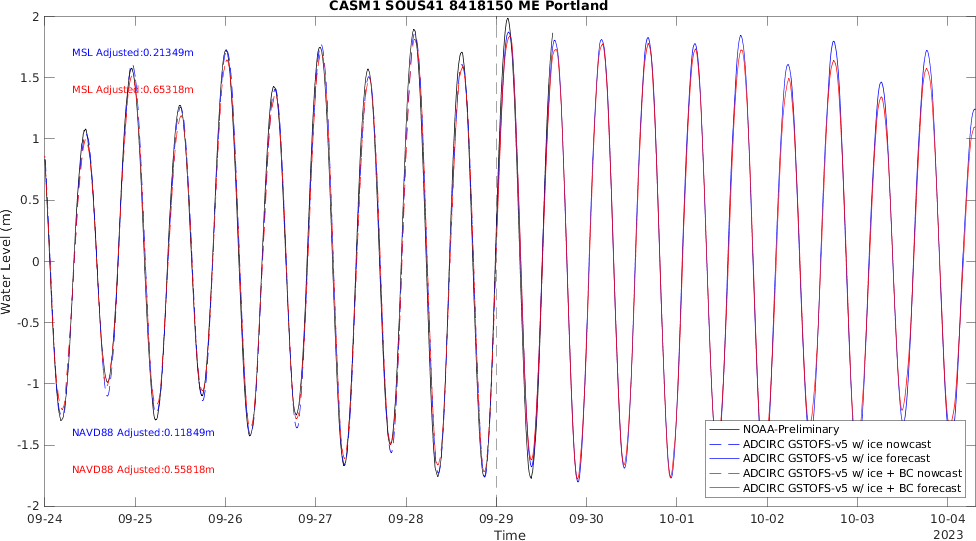 CASM1 SOUS41 8418150 ME Portland
2
1.5
1
0.5
0
-0.5
-1
-1.5
-2
Water Level (m)
MSL Adjusted:0.21349m
MSL Adjusted:0.65318m
NAVD88 Adjusted:0.11849m
NAVD88 Adjusted:0.55818m
NOAA-Preliminary
ADCIRC GSTOFS-v5 w/ ice nowcast
ADCIRC GSTOFS-v5 w/ ice forecast
ADCIRC GSTOFS-v5 w/ ice + BC nowcast
ADCIRC GSTOFS-v5 w/ ice + BC forecast
09-24 09-25 09-26 09-27 09-28 09-29 09-30 10-01 10-02 10-03 10-04
Time
2023